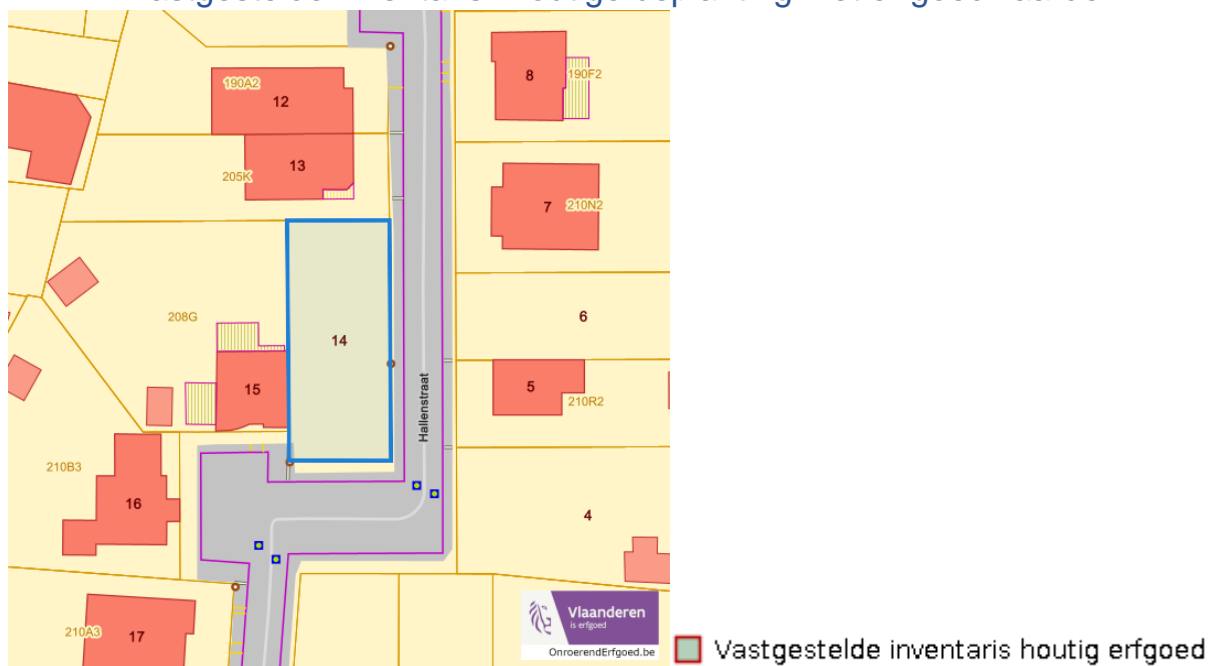 190A2
12
8
190F2
13
205K
7
210N2
6
208G
14
15
5
210R2
Hallenstraat
210B3
16
4
Vlaanderen
is erfgoed
OnroerendErfgoed.be
210A3
17
Vastgestelde inventaris houtig erfgoed